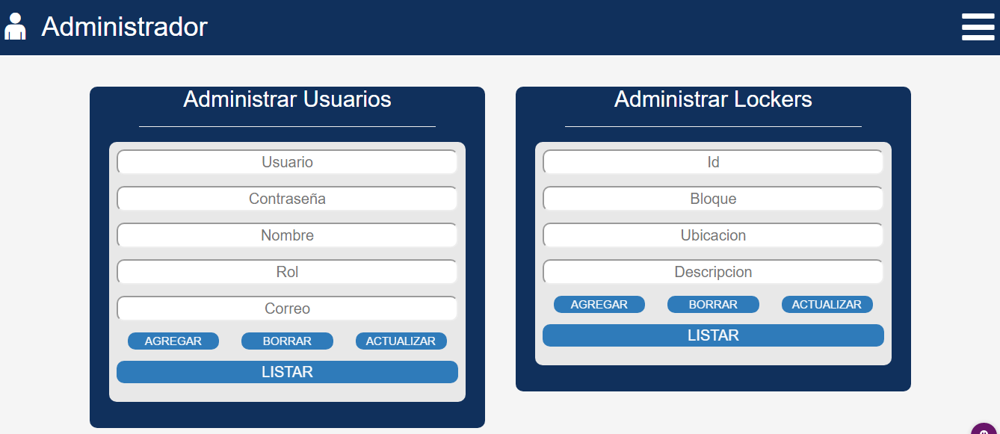 Administrador
Administrar Usuarios
Usuario
Contraseña
Nombre
Rol
Correo
AGREGAR BORRAR ACTUALIZAR
LISTAR
Administrar Lockers
Id
Bloque
Ubicacion
Descripcion
AGREGAR BORRAR ACTUALIZAR
LISTAR